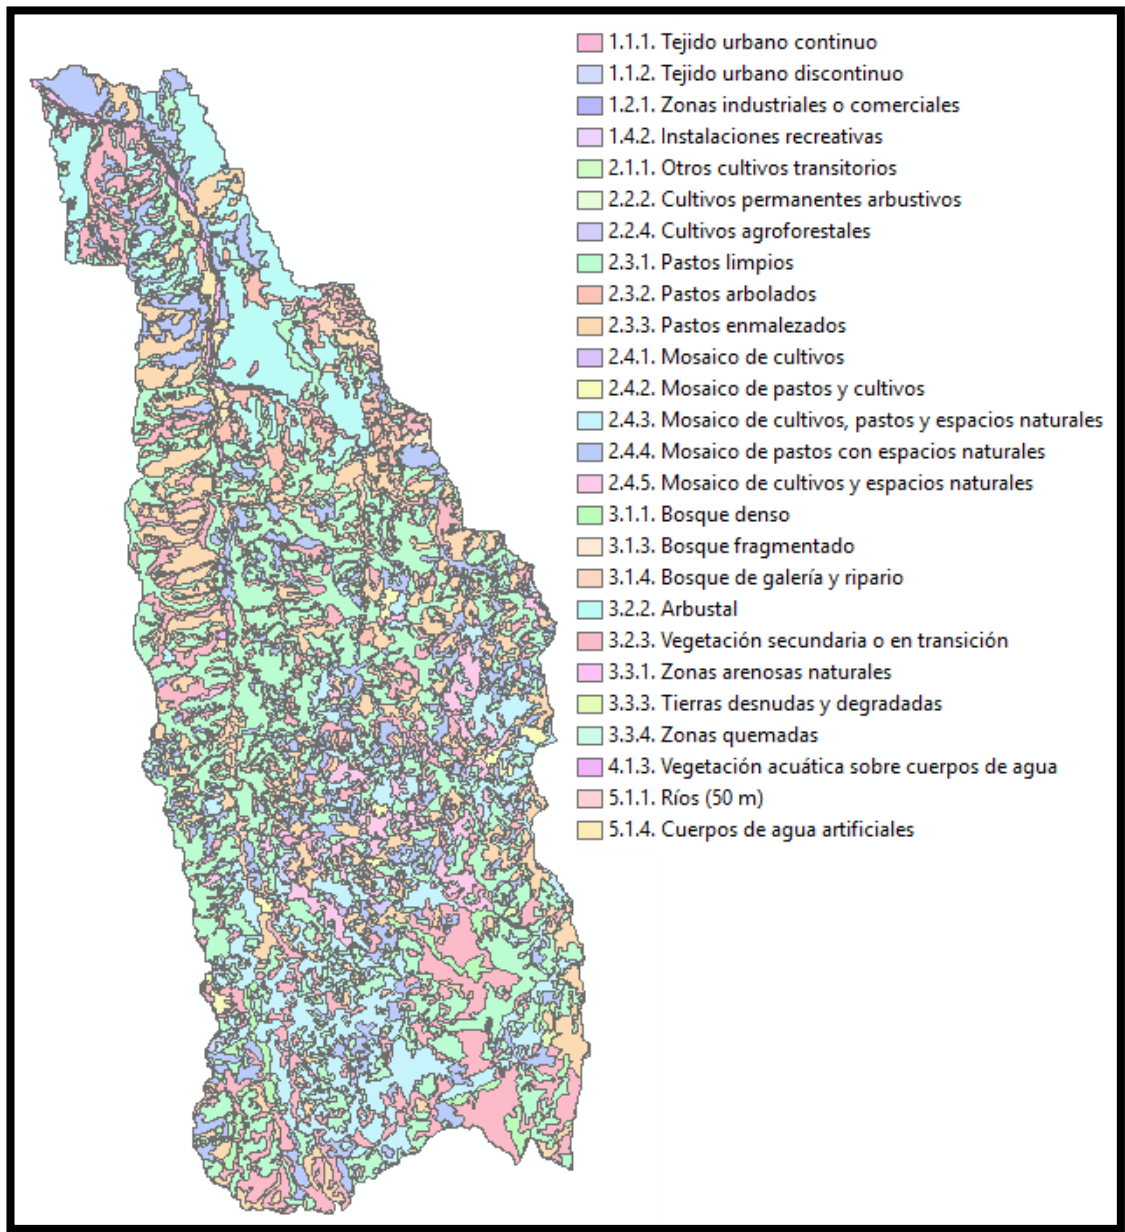 1.1.1. Tejido urbano continuo
1.1.2. Tejido urbano discontinuo
1.2.1. Zonas industriales o comerciales
1.4.2. Instalaciones recreativas
2.1.1. Otros cultivos transitorios
2.2.2. Cultivos permanentes arbustivos
2.2.4. Cultivos agroforestales
2.3.1. Pastos limpios
2.3.2. Pastos arbolados
2.3.3. Pastos enmalezados
2.4.1. Mosaico de cultivos
2.4.2. Mosaico de pastos y cultivos
2.4.3. Mosaico de cultivos, pastos y espacios naturales
2.4.4. Mosaico de pastos con espacios naturales
2.4.5. Mosaico de cultivos y espacios naturales
3.1.1. Bosque denso
3.1.3. Bosque fragmentado
3.1.4. Bosque de galería y ripario
3.2.2. Arbustal
3.2.3. Vegetación secundaria o en transición
3.3.1. Zonas arenosas naturales
3.3.3. Tierras desnudas y degradadas
3.3.4. Zonas quemadas
4.1.3. Vegetación acuática sobre cuerpos de agua
5.1.1. Ríos (50 m)
5.1.4. Cuerpos de agua artificiales